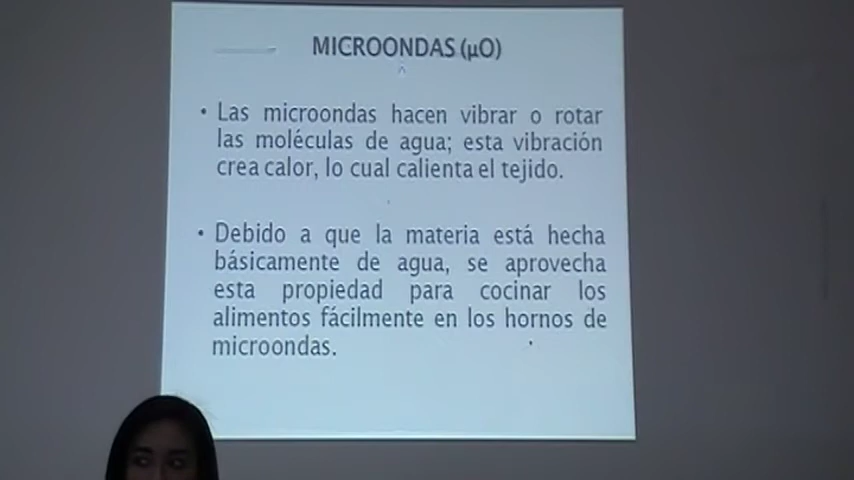 MICROONDAS (µO)
• Las microondas hacen vibrar o rotar
las moléculas de agua; esta vibración
crea calor, lo cual calienta el tejido.
• Debido a que la materia está hecha
básicamente de agua, se aprovecha
esta propiedad para cocinar los
alimentos fácilmente en los hornos de
microondas.